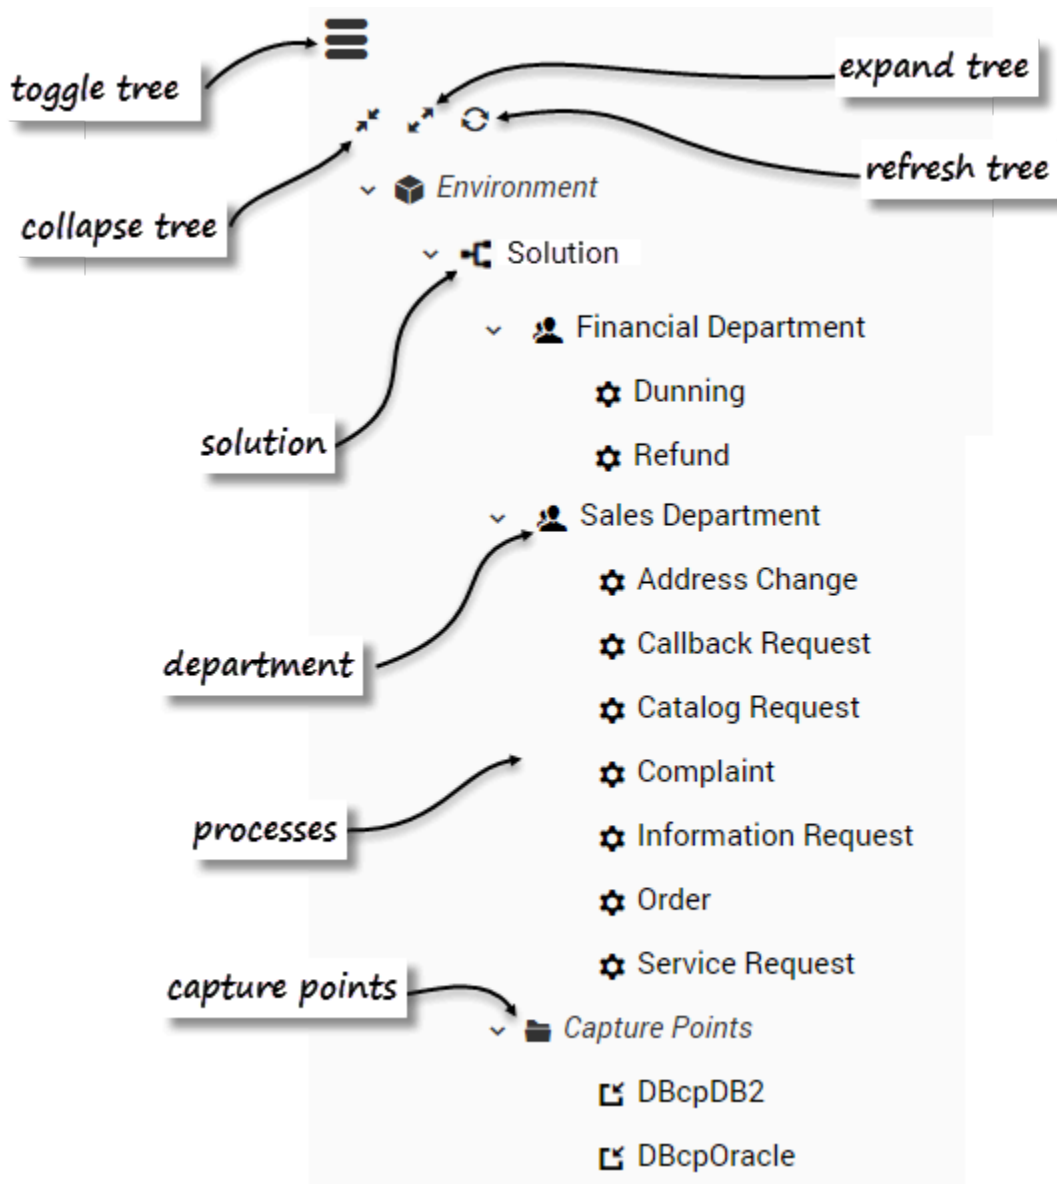 expand tree
toggle tree
refresh tree
Environment
collapse tree
Solution
Financial Department
Dunning
solution
Refund
Sales Department
Address Change
Callback Request
department
Catalog Request
Complaint
processes
Information Request
Order
Service Request
capture points
Capture Points
DBcpDB2
DBcpOracle